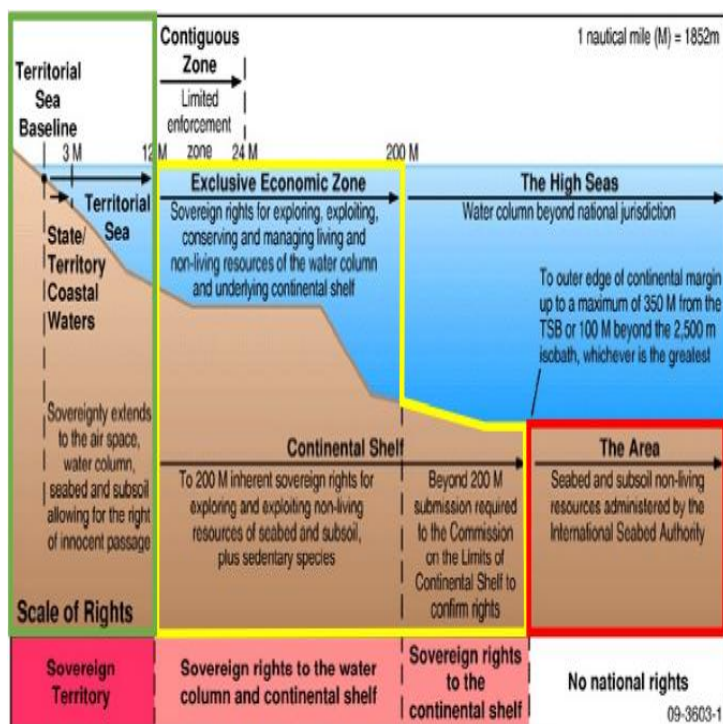 Contiguous
Zone
Limited
enforcement
zone
1 nautical mile (M) = 1852m
Territorial
Sea
Baseline
3 M
12 M
24 M
200 M
Territorial
Sea
State/
Territory
Coastal
Waters
Exclusive Economic Zone
Sovereign rights for exploring, exploiting,
conserving and managing living and
non-living resources of the water column
and underlying continental shelf
The High Seas
Water column beyond national jurisdiction
To outer edge of continental margin
up to a maximum of 350 M from the
TSB or 100 M beyond the 2,500 m
isobath, whichever is the greatest
Sovereignty extends
to the air space,
water column,
seabed and subsoil
allowing for the right
of innocent passage
Continental Shelf
To 200 M inherent sovereign rights for
exploring and exploiting non-living
resources of seabed and subsoil,
plus sedentary species
Beyond 200 M
submission required
to the Commission
on the Limits of
Continental Shelf to
confirm rights
The Area
Seabed and subsoil non-living
resources administered by the
International Seabed Authority
Scale of Rights
Sovereign
Territory
Sovereign rights to the water
column and continental shelf
Sovereign rights
to the
continental shelf
No national rights
09-3603-1